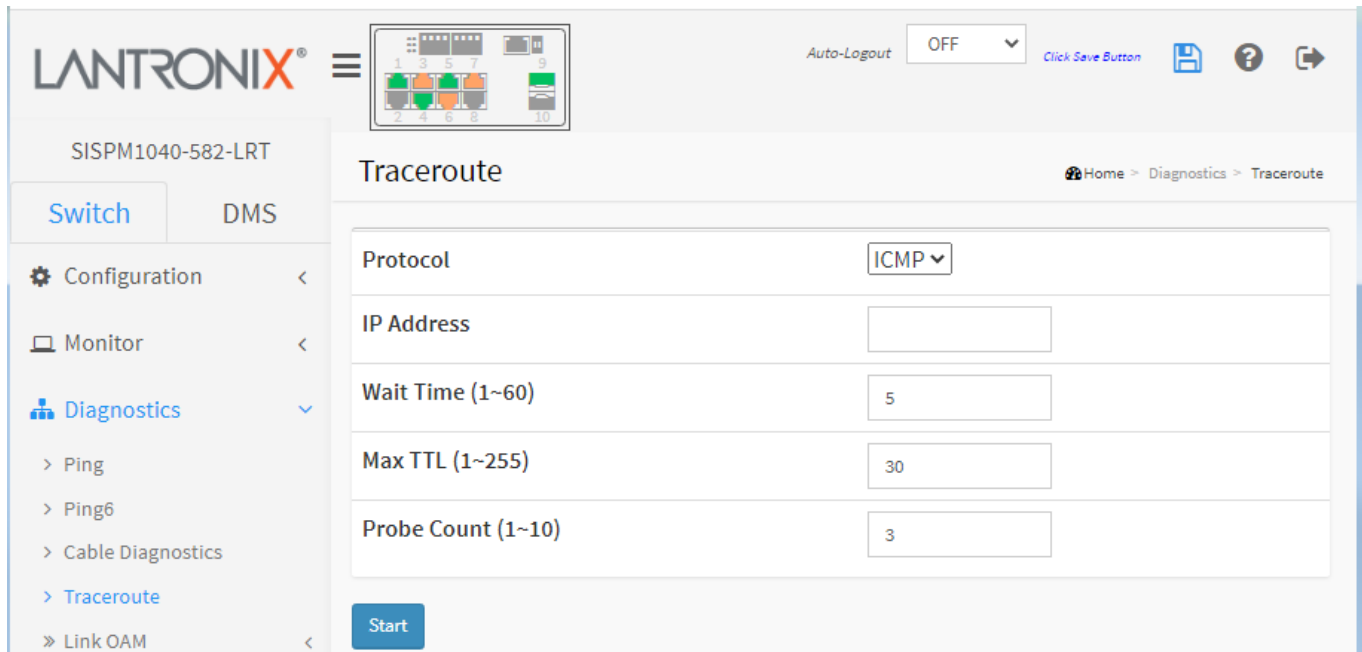 LANTRONIX®
1 3 5 7 9
2 4 6 8 10
Auto-Logout OFF Click Save Button
SISPM1040-582-LRT
Switch DMS
Configuration
Monitor
Diagnostics
> Ping
> Ping6
> Cable Diagnostics
> Traceroute
» Link OAM
Traceroute
Home > Diagnostics > Traceroute
Protocol ICMP
IP Address
Wait Time (1~60) 5
Max TTL (1~255) 30
Probe Count (1~10) 3
Start